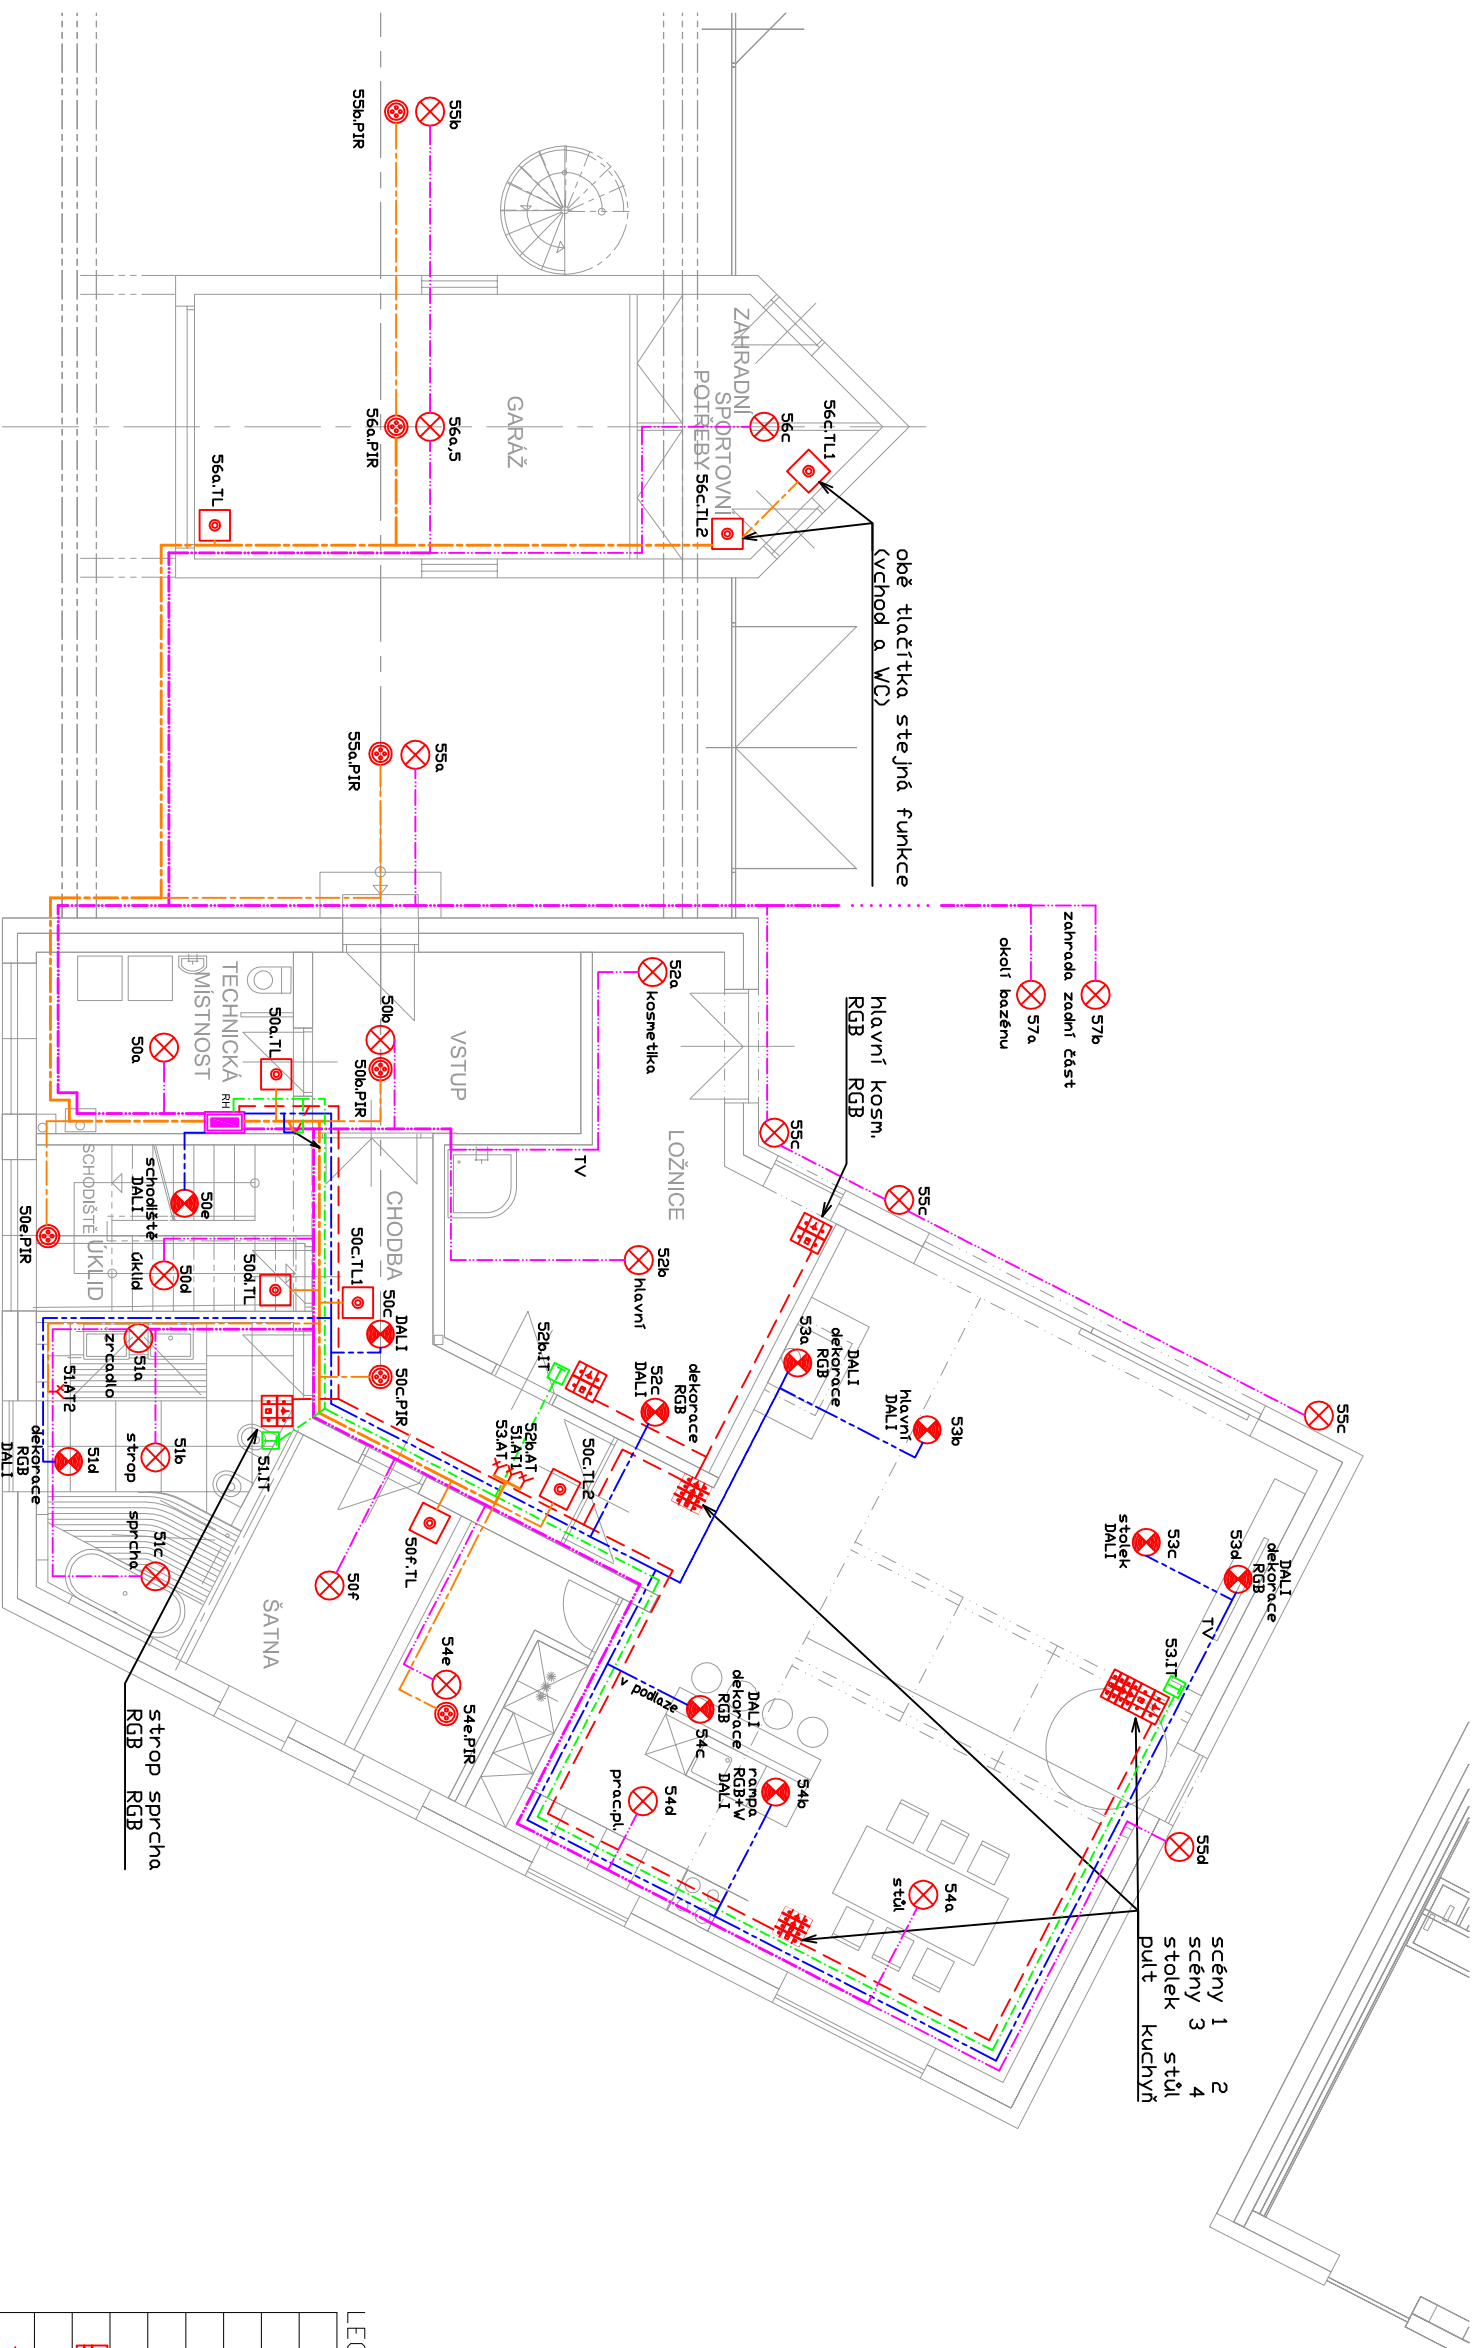 55b
55b.PIR
56a,5
56a.PIR
GARÁŽ
56a.TL
ZAHRADNÍ
SPORTOVNÍ
POTŘEBY
56c
56c.TL1
56c.TL2
obě tlačítka stejná funkce
(vchod a WC)
55a
55a.PIR
57b
zahrada zadní část
57a
okolí bazénu
hlavní kosm.
RGB RGB
52a
kosmetika
50b
50b.PIR
VSTUP
TECHNICKÁ
MÍSTNOST
50a.TL
50a
RH
LOŽNICE
TV
55c
55c
55c
52b
hlavní
CHODBA
SCHODIŠTĚ
ÚKLID
schodiště
DALI
50e
50e.PIR
50d
úklid
50d.TL
50c.TL1
50c
DALI
50c.PIR
51a
zrcadlo
51.AT2
51b
strop
51d
dekorace
RGB
DALI
51.IT
51c
sprcha
52b.IT
52b.AT
51.AT1
53.AT
50c.TL2
dekorace
RGB
52c
DALI
DALI
dekorace
RGB
53a
53b
hlavní
DALI
53c
stolek
DALI
DALI
dekorace
RGB
53d
TV
53.IT
50f.TL
50f
ŠATNA
54e
54e.PIR
v podlaze
DALI
dekorace
RGB
54c
rampa
RGB+W
DALI
54b
54d
prac.pl.
54a
stůl
55d
strop sprcha
RGB RGB
scény 1 2
scény 3 4
stolek stůl
pult kuchyň